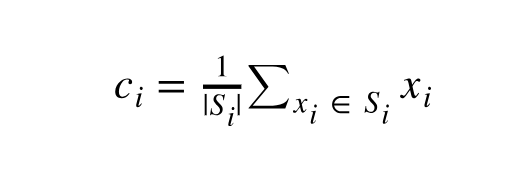 c_i = \frac{1}{|S_i|} \sum_{x_i \in S_i} x_i